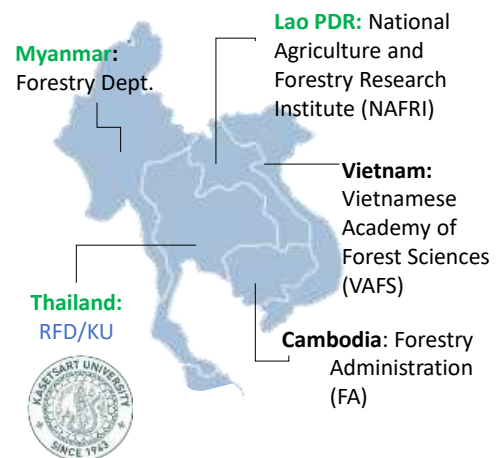 Myanmar:
Forestry Dept.
Lao PDR: National
Agriculture and
Forestry Research
Institute (NAFRI)
Vietnam:
Vietnamese
Academy of
Forest Sciences
(VAFS)
Thailand:
RFD/KU
Cambodia: Forestry
Administration
(FA)
KASETSART UNIVERSITY
SINCE 1943